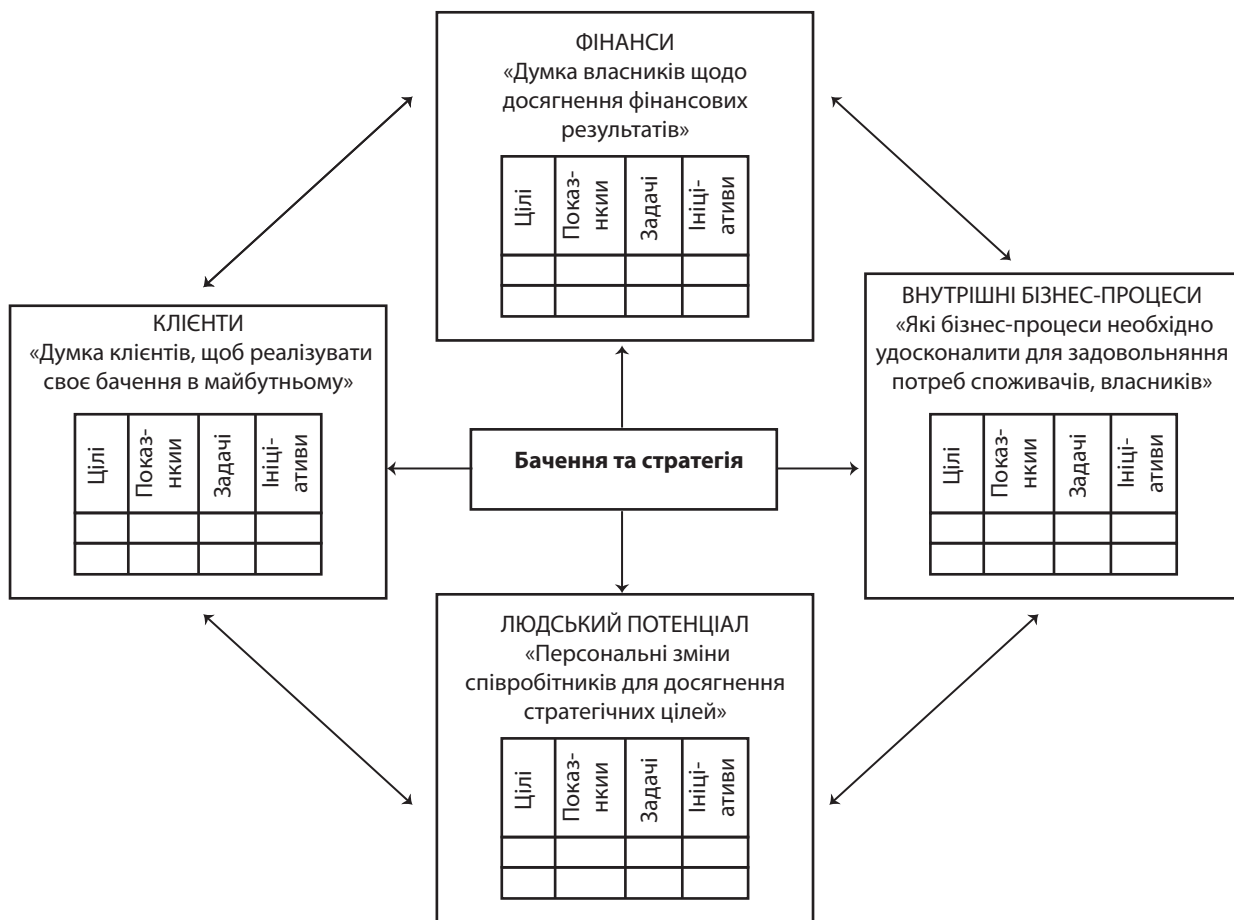 ФІНАНСИ
«Думка власників щодо
досягнення фінансових
результатів»
Цілі
Показ-
нкии
Задачі
Ініці-
ативи
КЛІЄНТИ
«Думка клієнтів, щоб реалізувати
своє бачення в майбутньому»
Цілі
Показ-
нкии
Задачі
Ініці-
ативи
Бачення та стратегія
ВНУТРІШНІ БІЗНЕС-ПРОЦЕСИ
«Які бізнес-процеси необхідно
удосконалити для задовольняння
потреб споживачів, власників»
Цілі
Показ-
нкии
Задачі
Ініці-
ативи
ЛЮДСЬКИЙ ПОТЕНЦІАЛ
«Персональні зміни
співробітників для досягнення
стратегічних цілей»
Цілі
Показ-
нкии
Задачі
Ініці-
ативи